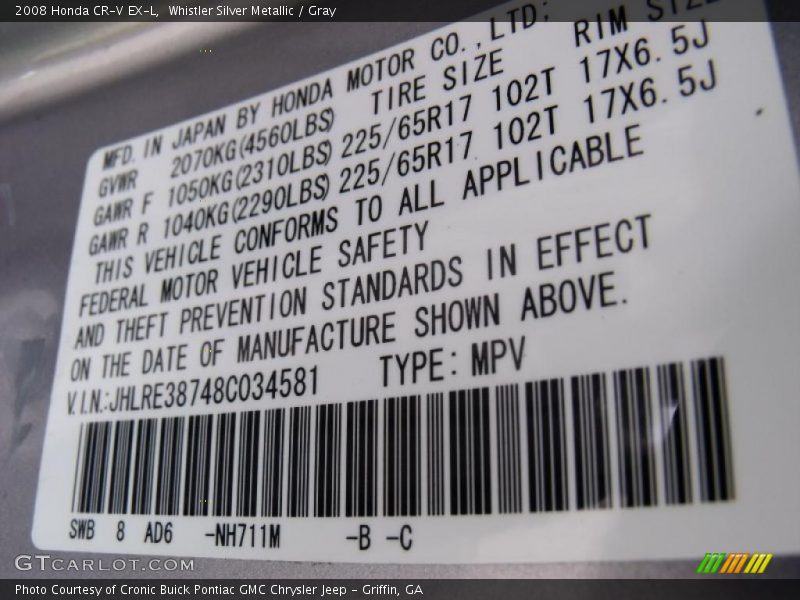 2008 Honda CR-V EX-L,  Whistler Silver Metallic / Gray
MFD. IN JAPAN BY HONDA MOTOR CO., LTD.
GVWR 2070KG(4560LBS) TIRE SIZE RIM SIZE
GAWR F 1050KG(2310LBS) 225/65R17 102T 17X6.5J
GAWR R 1040KG(2290LBS) 225/65R17 102T 17X6.5J
THIS VEHICLE CONFORMS TO ALL APPLICABLE
FEDERAL MOTOR VEHICLE SAFETY
AND THEFT PREVENTION STANDARDS IN EFFECT
ON THE DATE OF MANUFACTURE SHOWN ABOVE.
V.I.N.:JHLRE38748C034581 TYPE: MPV
SWB 8 AD6 -NH711M -B -C
GTCARLOT.COM
Photo Courtesy of Cronic Buick Pontiac GMC Chrysler Jeep - Griffin, GA